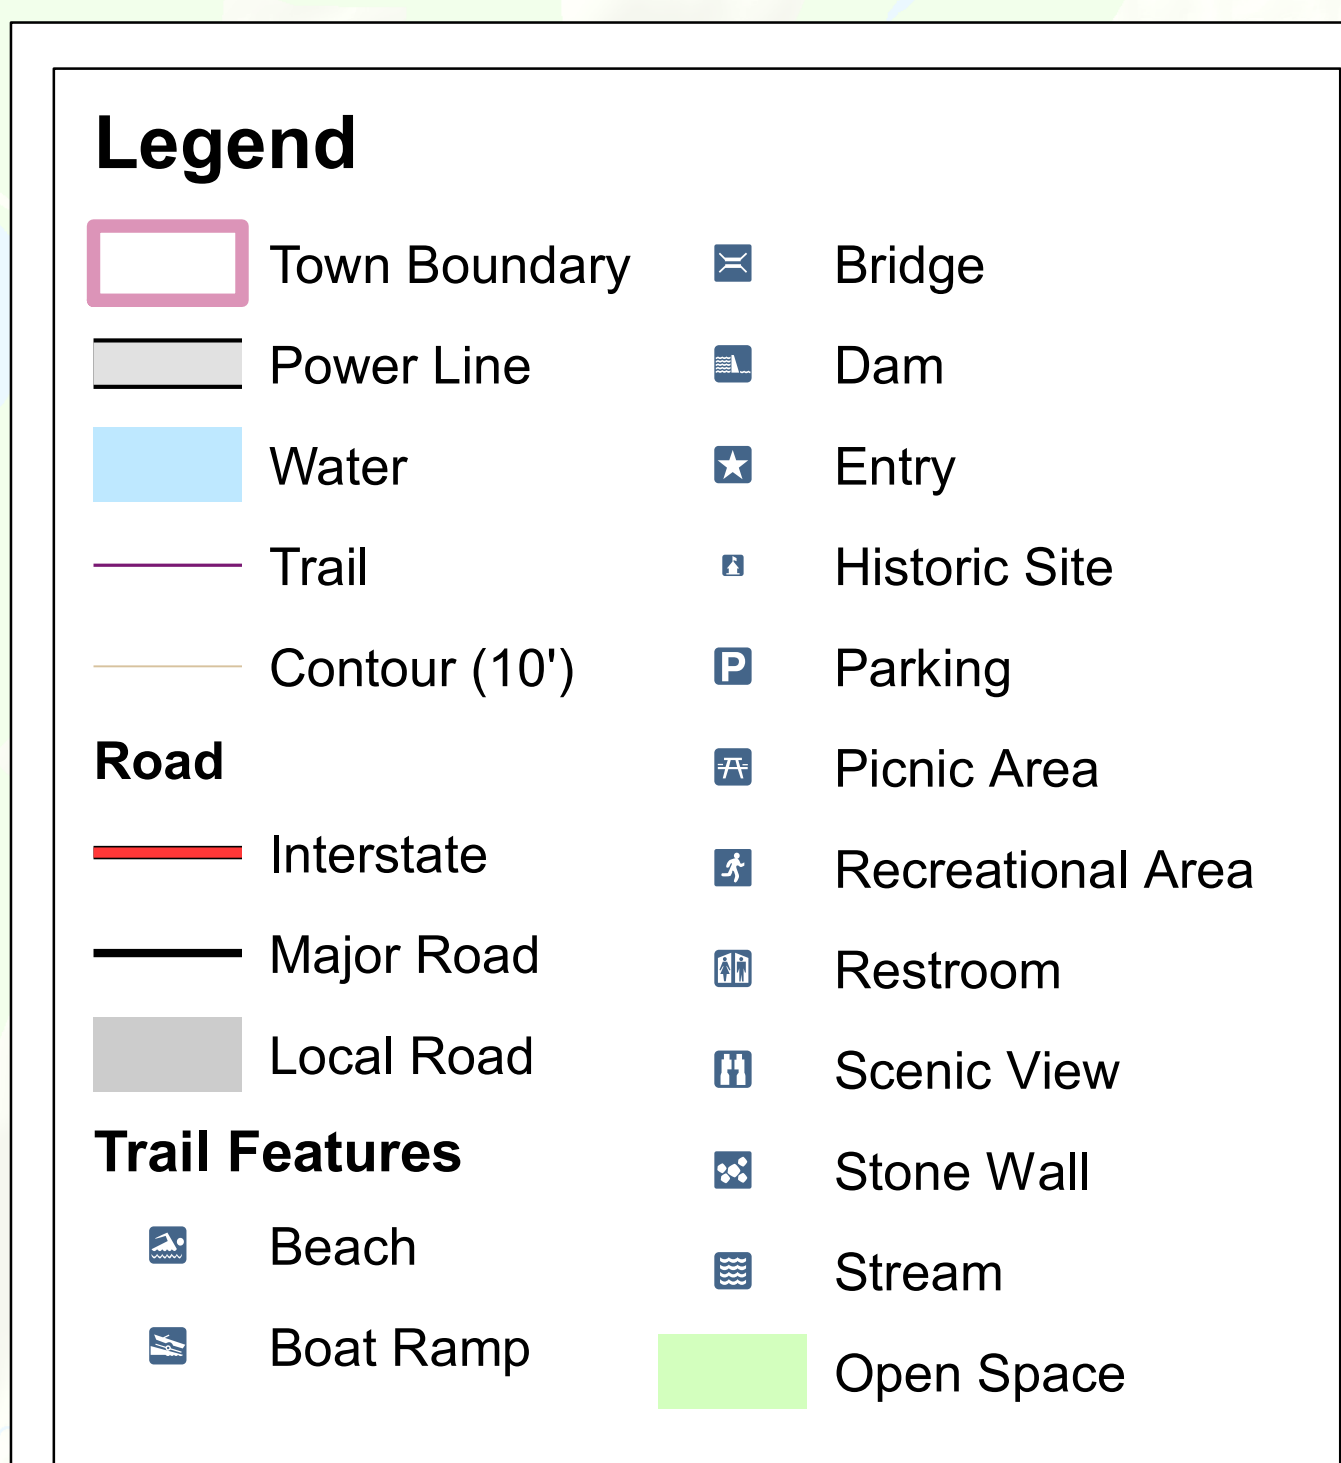 Legend
Town Boundary
Power Line
Water
Trail
Contour (10')
Road
Interstate
Major Road
Local Road
Trail Features
Beach
Boat Ramp
Bridge
Dam
Entry
Historic Site
P Parking
Picnic Area
Recreational Area
Restroom
Scenic View
Stone Wall
Stream
Open Space